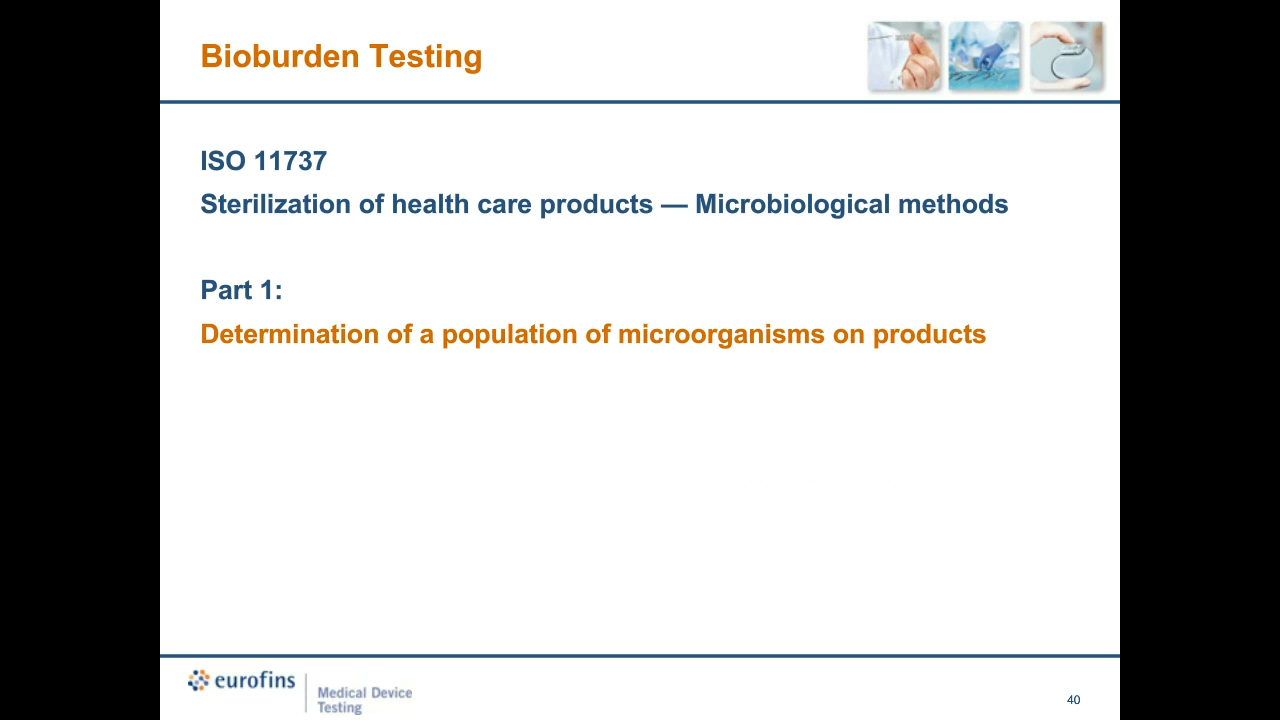 Bioburden Testing
ISO 11737
Sterilization of health care products — Microbiological methods
Part 1:
Determination of a population of microorganisms on products
eurofins
Medical Device
Testing
40